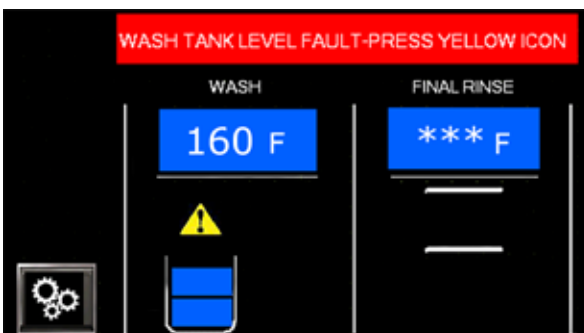 WASH TANK LEVEL FAULT-PRESS YELLOW ICON
WASH FINAL RINSE
160 F *** F